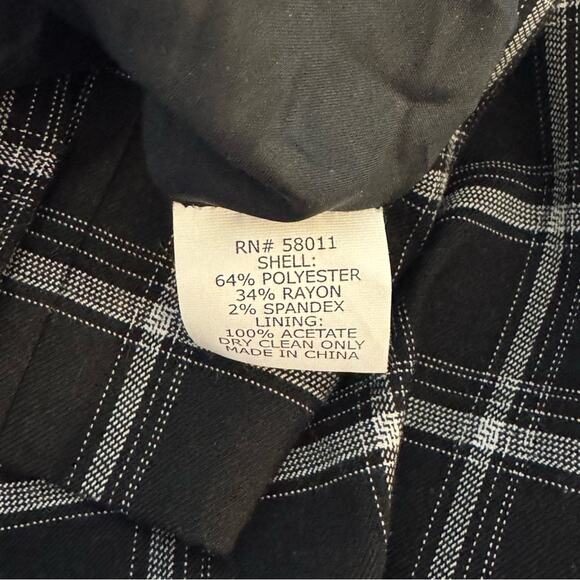 RN# 58011
SHELL:
64% POLYESTER
34% RAYON
2% SPANDEX
LINING:
100% ACETATE
DRY CLEAN ONLY
MADE IN CHINA